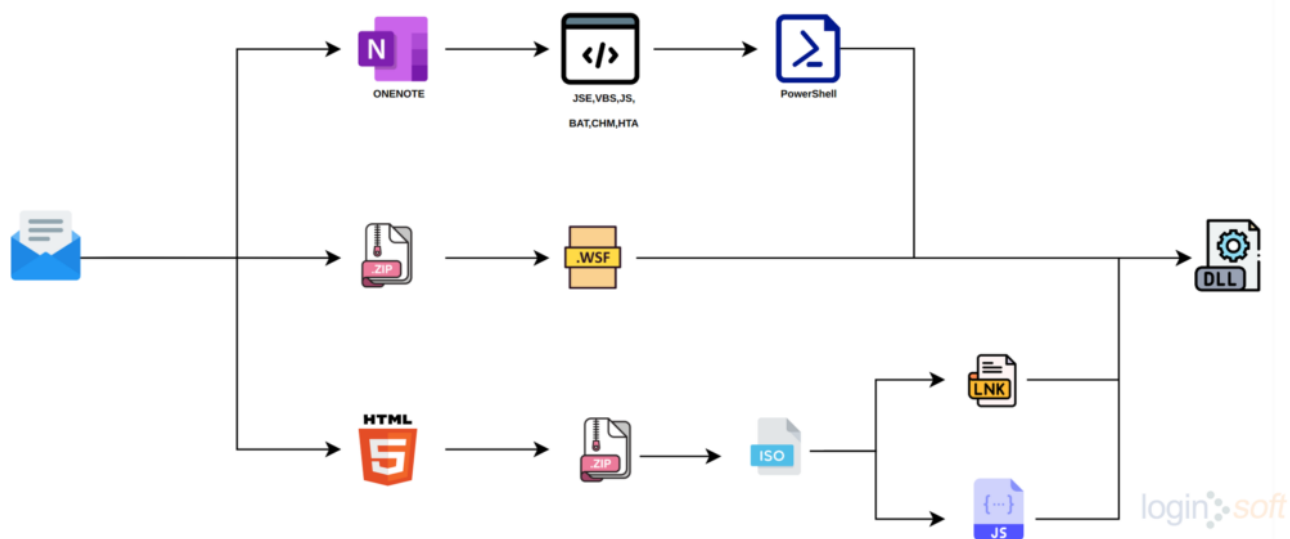 N
ONENOTE
</>
JSE,VBS,JS,
BAT,CHM,HTA
PowerShell
.ZIP
.WSF
DLL
HTML
5
.ZIP
ISO
LNK
{...}
JS
loginsoft